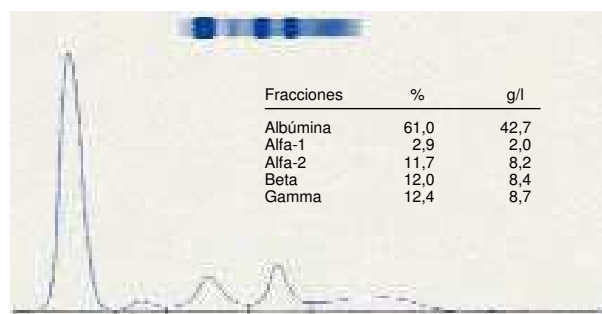 Fracciones % g/l
Albúmina 61,0 42,7
Alfa-1 2,9 2,0
Alfa-2 11,7 8,2
Beta 12,0 8,4
Gamma 12,4 8,7